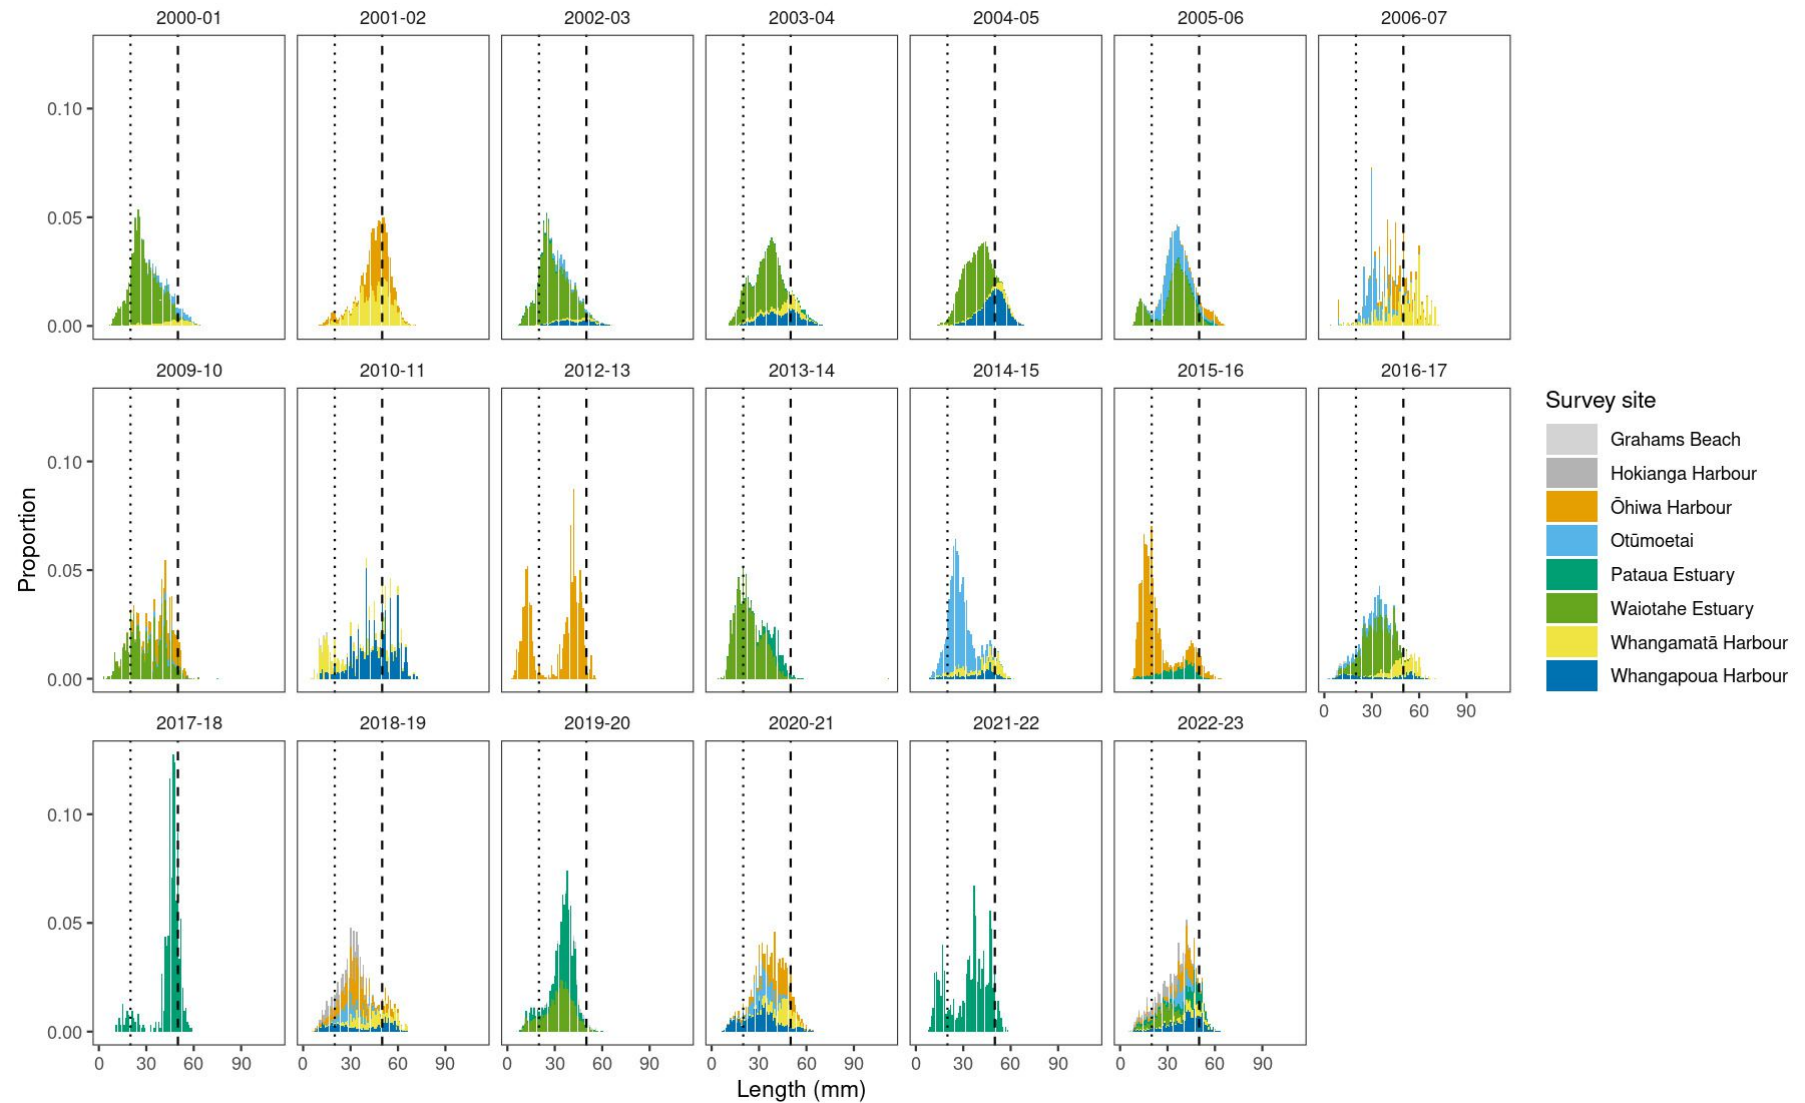 2000-01 2001-02 2002-03 2003-04 2004-05 2005-06 2006-07
0.10
0.05
0.00
2009-10 2010-11 2012-13 2013-14 2014-15 2015-16 2016-17
0.10
0.05
0.00
0 30 60 90
2017-18 2018-19 2019-20 2020-21 2021-22 2022-23
0.10
0.05
0.00
0 30 60 90 0 30 60 90 0 30 60 90 0 30 60 90 0 30 60 90 0 30 60 90
Proportion
Length (mm)
Survey site
Grahams Beach
Hokianga Harbour
Ōhiwa Harbour
Otūmoetai
Pataua Estuary
Waiotahe Estuary
Whangamatā Harbour
Whangapoua Harbour